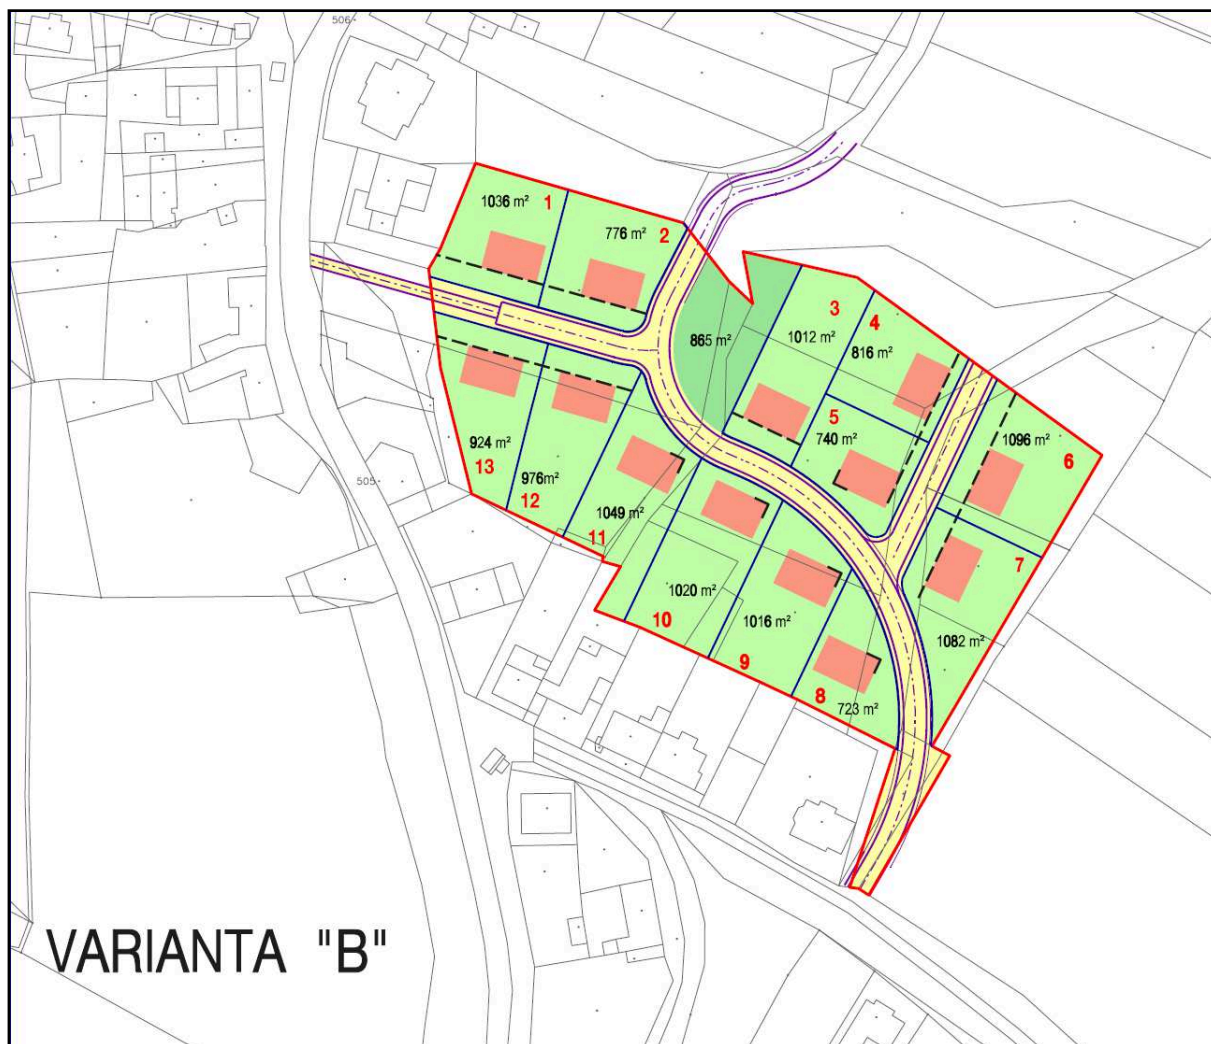 506
1036 m² 1
776 m² 2
865 m²
3
1012 m²
4
816 m²
5
740 m²
1096 m²
6
7
1082 m²
924 m²
13
976m²
12
1049 m²
11
1020 m²
10
1016 m²
9
8
723 m²
505
VARIANTA "B"